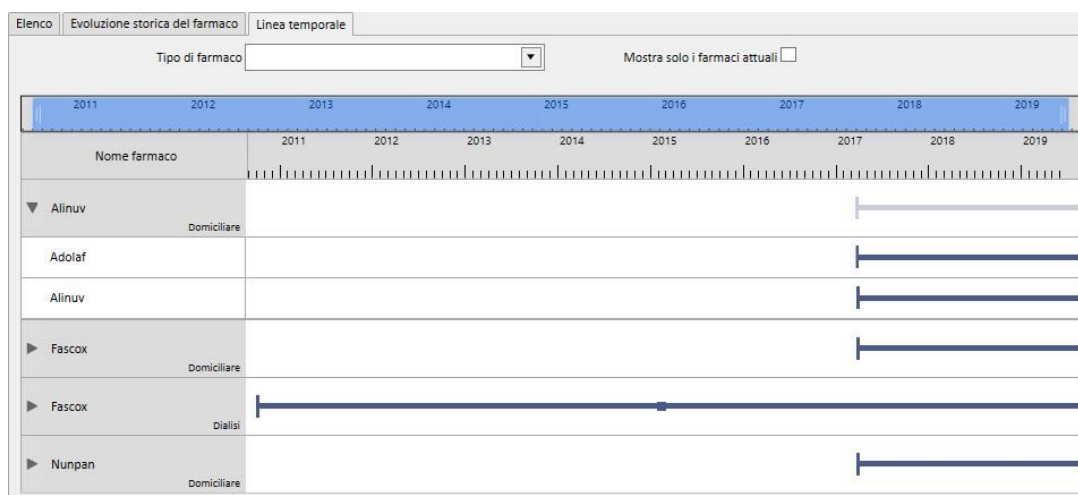 Elenco Evoluzione storica del farmaco Linea temporale
Tipo di farmaco Mostra solo i farmaci attuali
2011 2012 2013 2014 2015 2016 2017 2018 2019
Nome farmaco 2011 2012 2013 2014 2015 2016 2017 2018 2019
Alinuv
Domiciliare
Adolaf
Alinuv
Fascox
Domiciliare
Fascox
Dialisi
Nunpan
Domiciliare